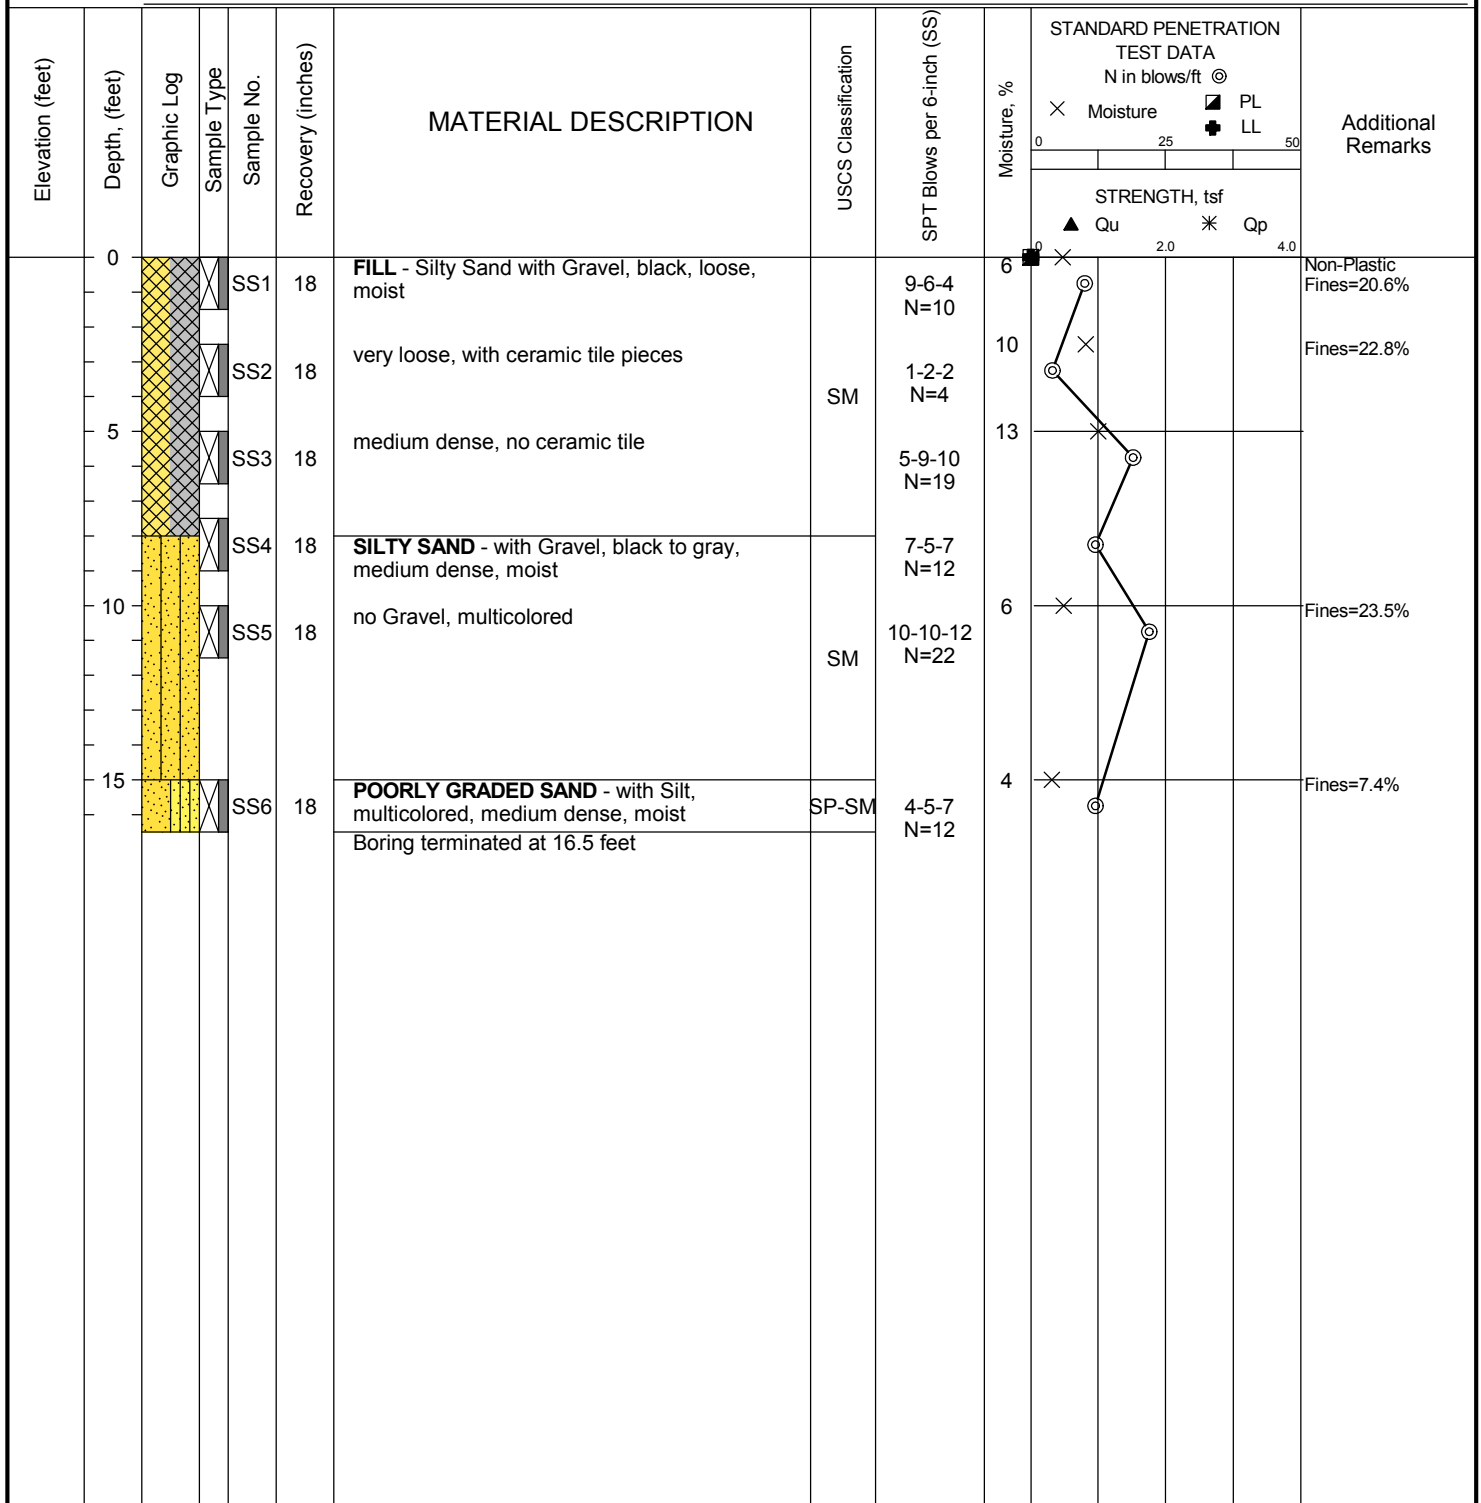 Elevation (feet)
Depth, (feet)
Graphic Log
Sample Type
Sample No.
Recovery (inches)
MATERIAL DESCRIPTION
USCS Classification
SPT Blows per 6-inch (SS)
Moisture, %
STANDARD PENETRATION
TEST DATA
N in blows/ft
Moisture
PL
LL
0 25 50
STRENGTH, tsf
Qu Qp
0 2.0 4.0
Additional
Remarks
0
SS1 18
FILL - Silty Sand with Gravel, black, loose,
moist
9-6-4
N=10
6
Non-Plastic
Fines=20.6%
SS2 18
very loose, with ceramic tile pieces
SM
1-2-2
N=4
10
Fines=22.8%
5
SS3 18
medium dense, no ceramic tile
5-9-10
N=19
13
SS4 18
SILTY SAND - with Gravel, black to gray,
medium dense, moist
7-5-7
N=12
10
SS5 18
no Gravel, multicolored
SM
10-10-12
N=22
6
Fines=23.5%
15
SS6 18
POORLY GRADED SAND - with Silt,
multicolored, medium dense, moist
SP-SM
4-5-7
N=12
4
Fines=7.4%
Boring terminated at 16.5 feet